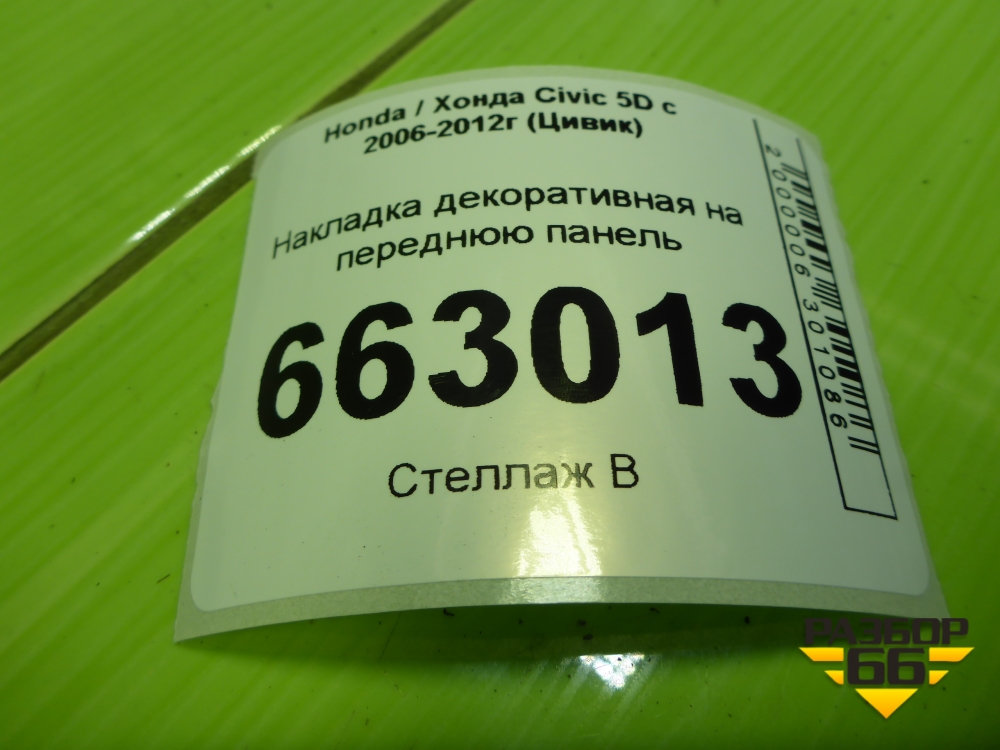 Honda / Хонда Civic 5D с
2006-2012г (Цивик)
Накладка декоративная на
переднюю панель
663013
Стеллаж В
2000006301086
РАЗБОР
66